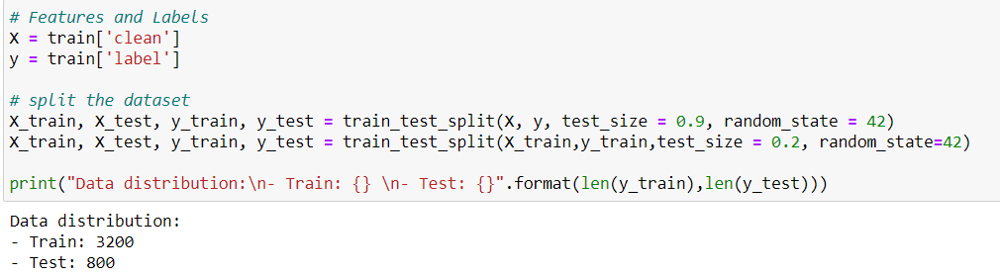 # Features and Labels
X = train['clean']
y = train['label']
# split the dataset
X_train, X_test, y_train, y_test = train_test_split(X, y, test_size = 0.9, random_state = 42)
X_train, X_test, y_train, y_test = train_test_split(X_train,y_train,test_size = 0.2, random_state=42)
print("Data distribution:\n- Train: {} \n- Test: {}".format(len(y_train),len(y_test)))
Data distribution:
- Train: 3200
- Test: 800